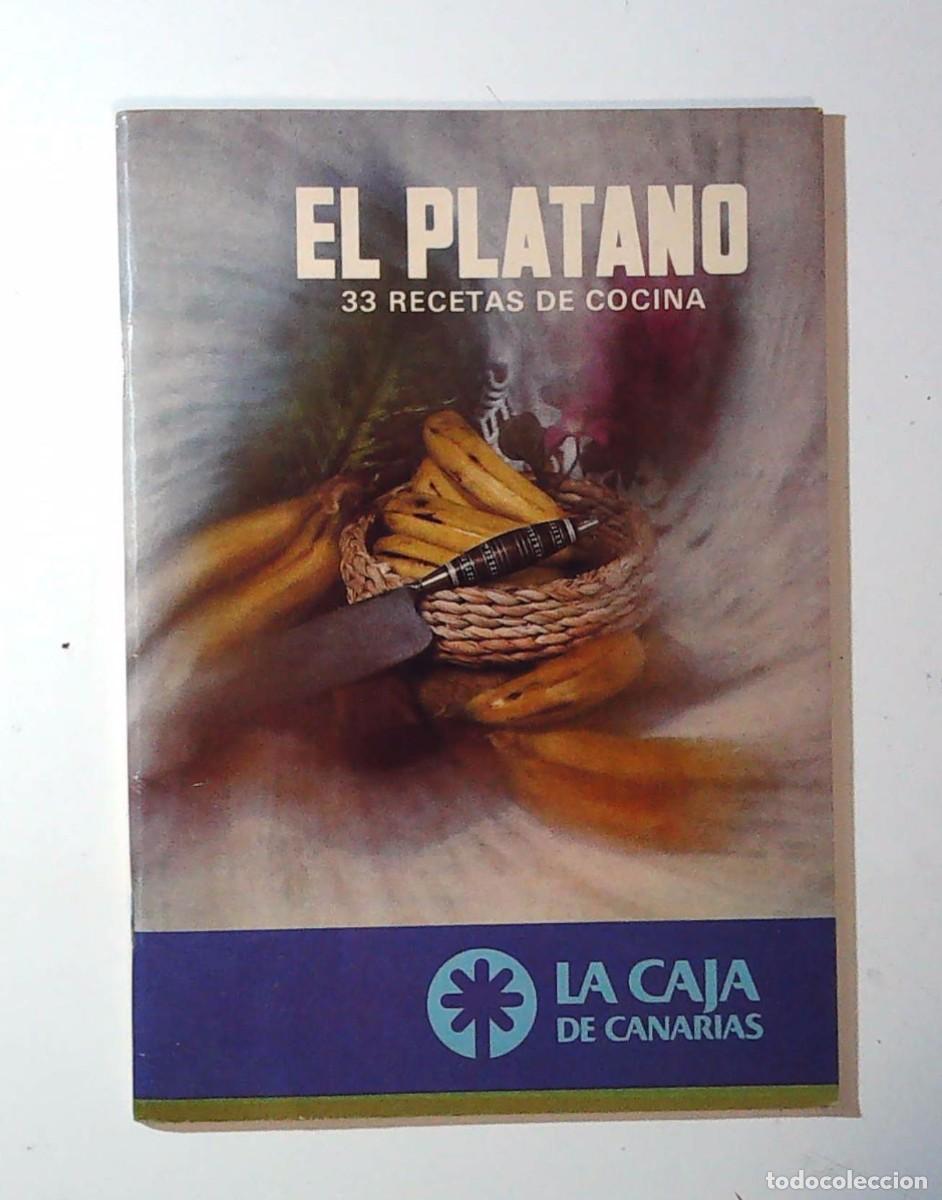 EL PLATANO
33 RECETAS DE COCINA
LA CAJA
DE CANARIAS
todocoleccion